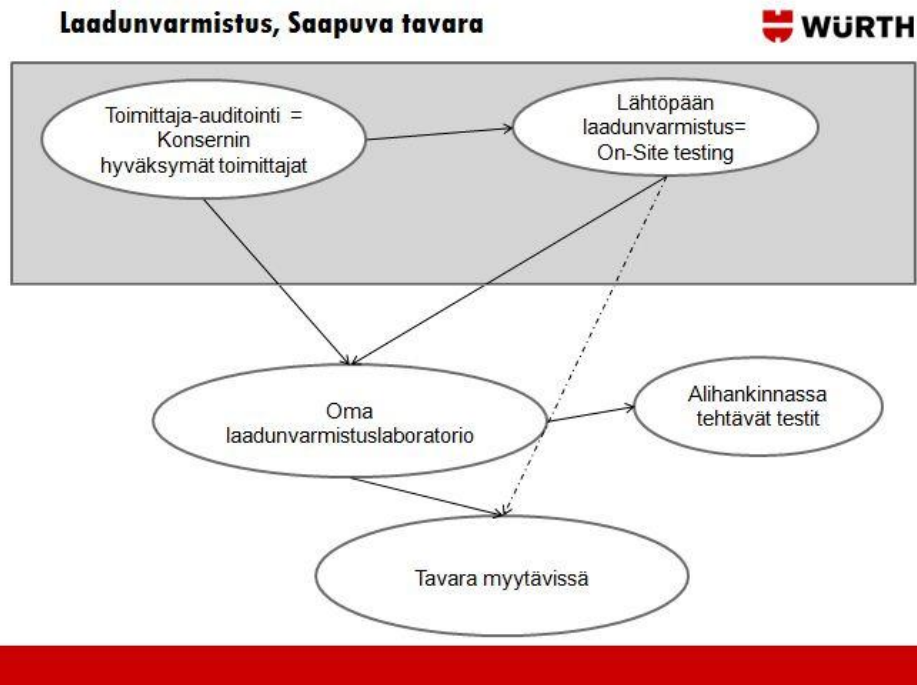 Laadunvarmistus, Saapuva tavara
WÜRTH
Toimittaja-auditointi =
Konsernin
hyväksymät toimittajat
Lähtöpään
laadunvarmistus=
On-Site testing
Oma
laadunvarmistuslaboratorio
Alihankinnassa
tehtävät testit
Tavara myytävissä